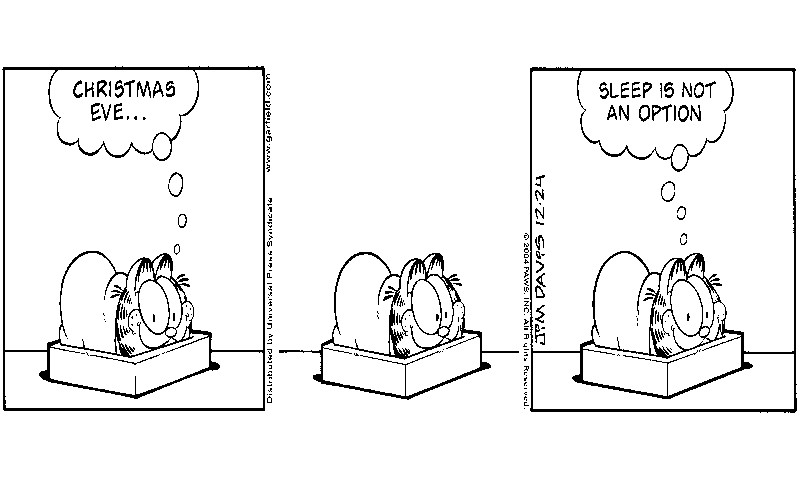 CHRISTMAS
EVE...
www.garfield.com
Distributed by Universal Press Syndicate
SLEEP IS NOT
AN OPTION
© 2004 PAWS, INC. All Rights Reserved.
JIM DAVIS 12·24